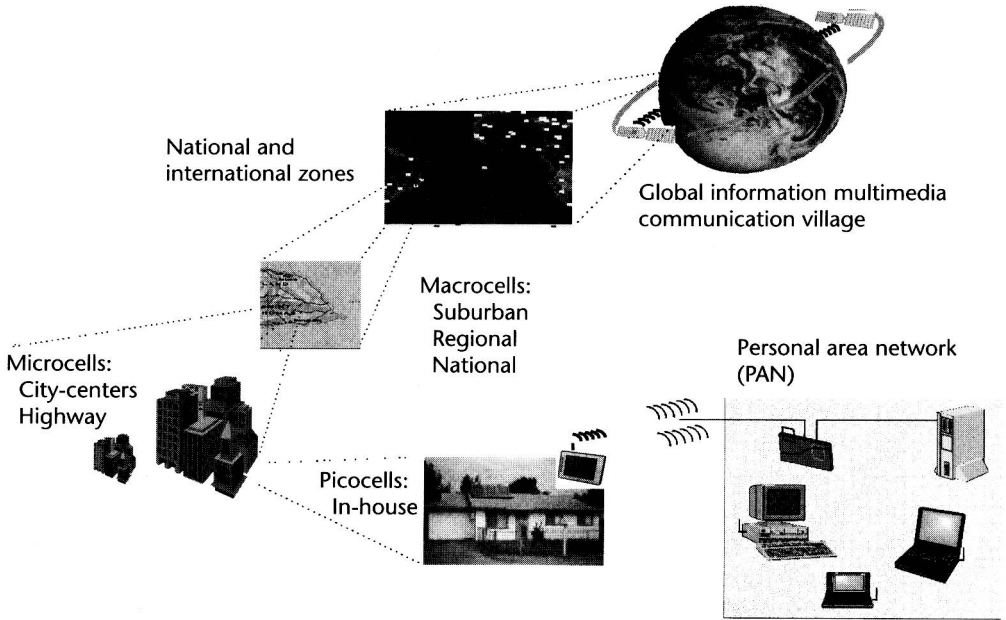 National and
international zones
Global information multimedia
communication village
Macrocells:
Suburban
Regional
National
Microcells:
City-centers
Highway
Personal area network
(PAN)
Picocells:
In-house